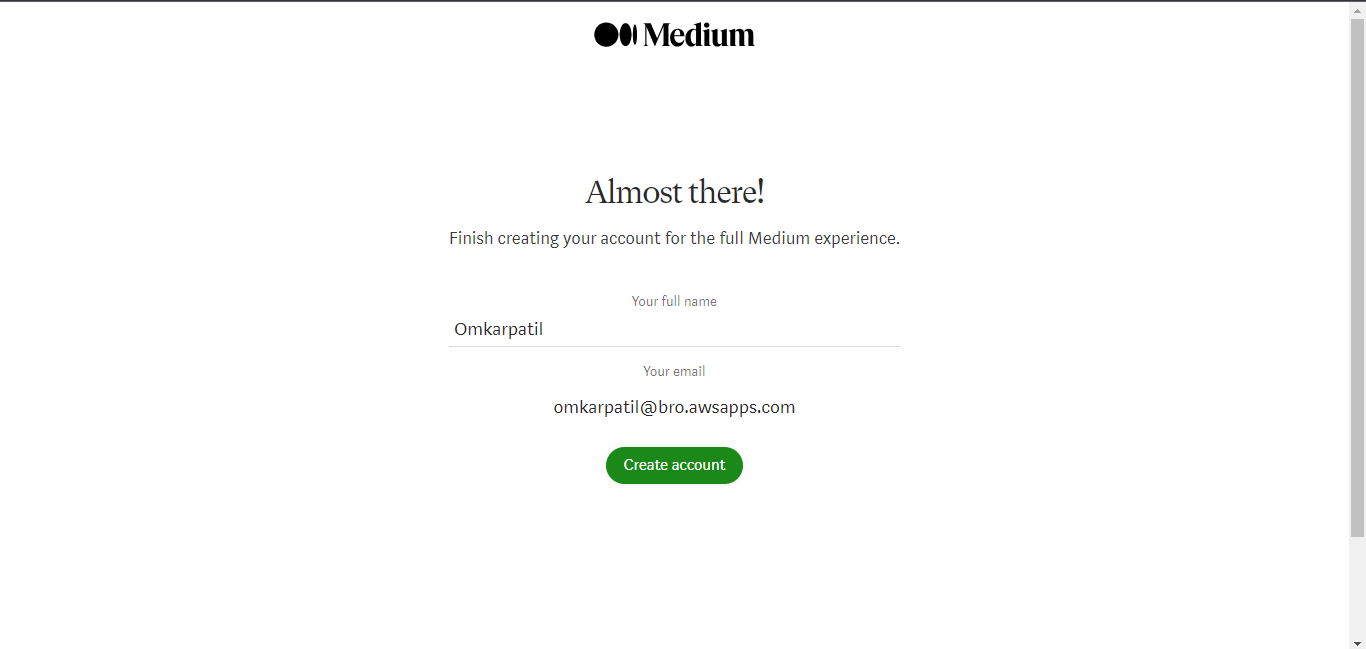 Medium
Almost there!
Finish creating your account for the full Medium experience.
Your full name
Omkarpatil
Your email
omkarpatil@bro.awsapps.com
Create account